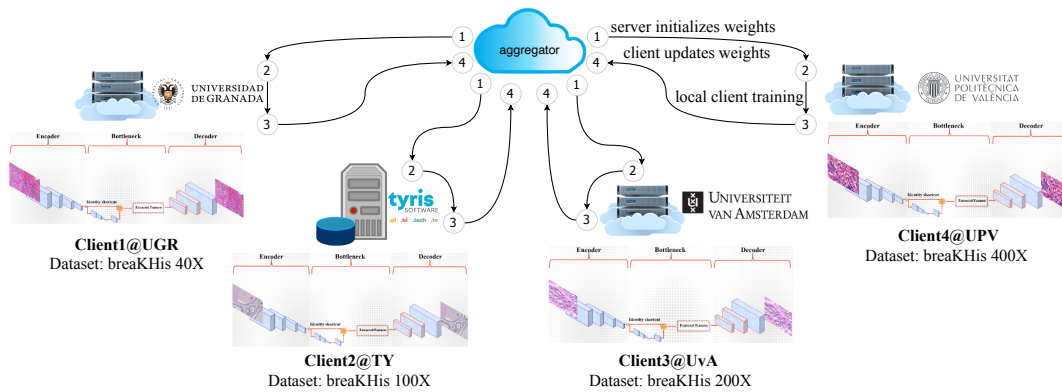 aggregator
1
1
server initializes weights
4
4
client updates weights
2
2
local client training
3
3
1
4
4
1
2
3
2
3
UNIVERSIDAD
DE GRANADA
UNIVERSITAT
POLITÈCNICA
DE VALÈNCIA
tyris
SOFTWARE
.ai .bi .tech .tv
UNIVERSITEIT
VAN AMSTERDAM
Encoder Bottleneck Decoder
Identity shortcut
Extracted Features
Client1@UGR
Dataset: breaKHis 40X
Encoder Bottleneck Decoder
Identity shortcut
Extracted Features
Client2@TY
Dataset: breaKHis 100X
Encoder Bottleneck Decoder
Identity shortcut
Extracted Features
Client3@UvA
Dataset: breaKHis 200X
Encoder Bottleneck Decoder
Identity shortcut
Extracted Features
Client4@UPV
Dataset: breaKHis 400X